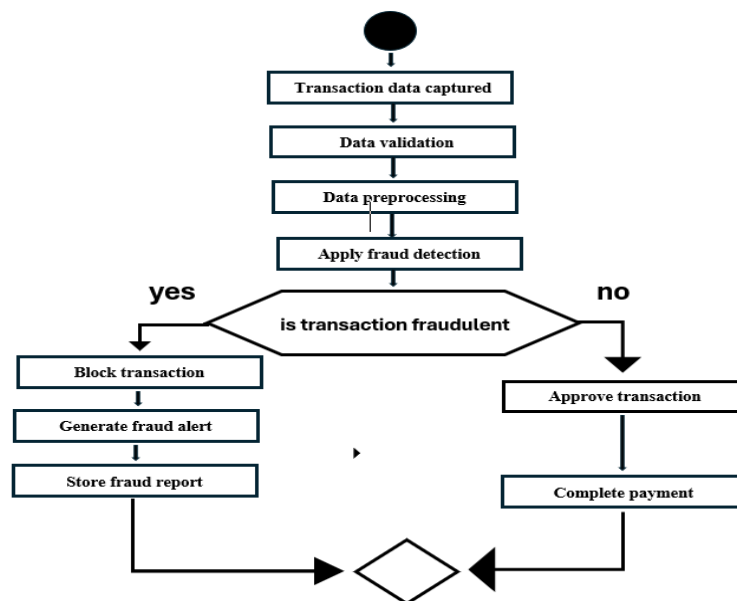 Transaction data captured
Data validation
Data preprocessing
Apply fraud detection
yes
no
is transaction fraudulent
Block transaction
Approve transaction
Generate fraud alert
Store fraud report
Complete payment